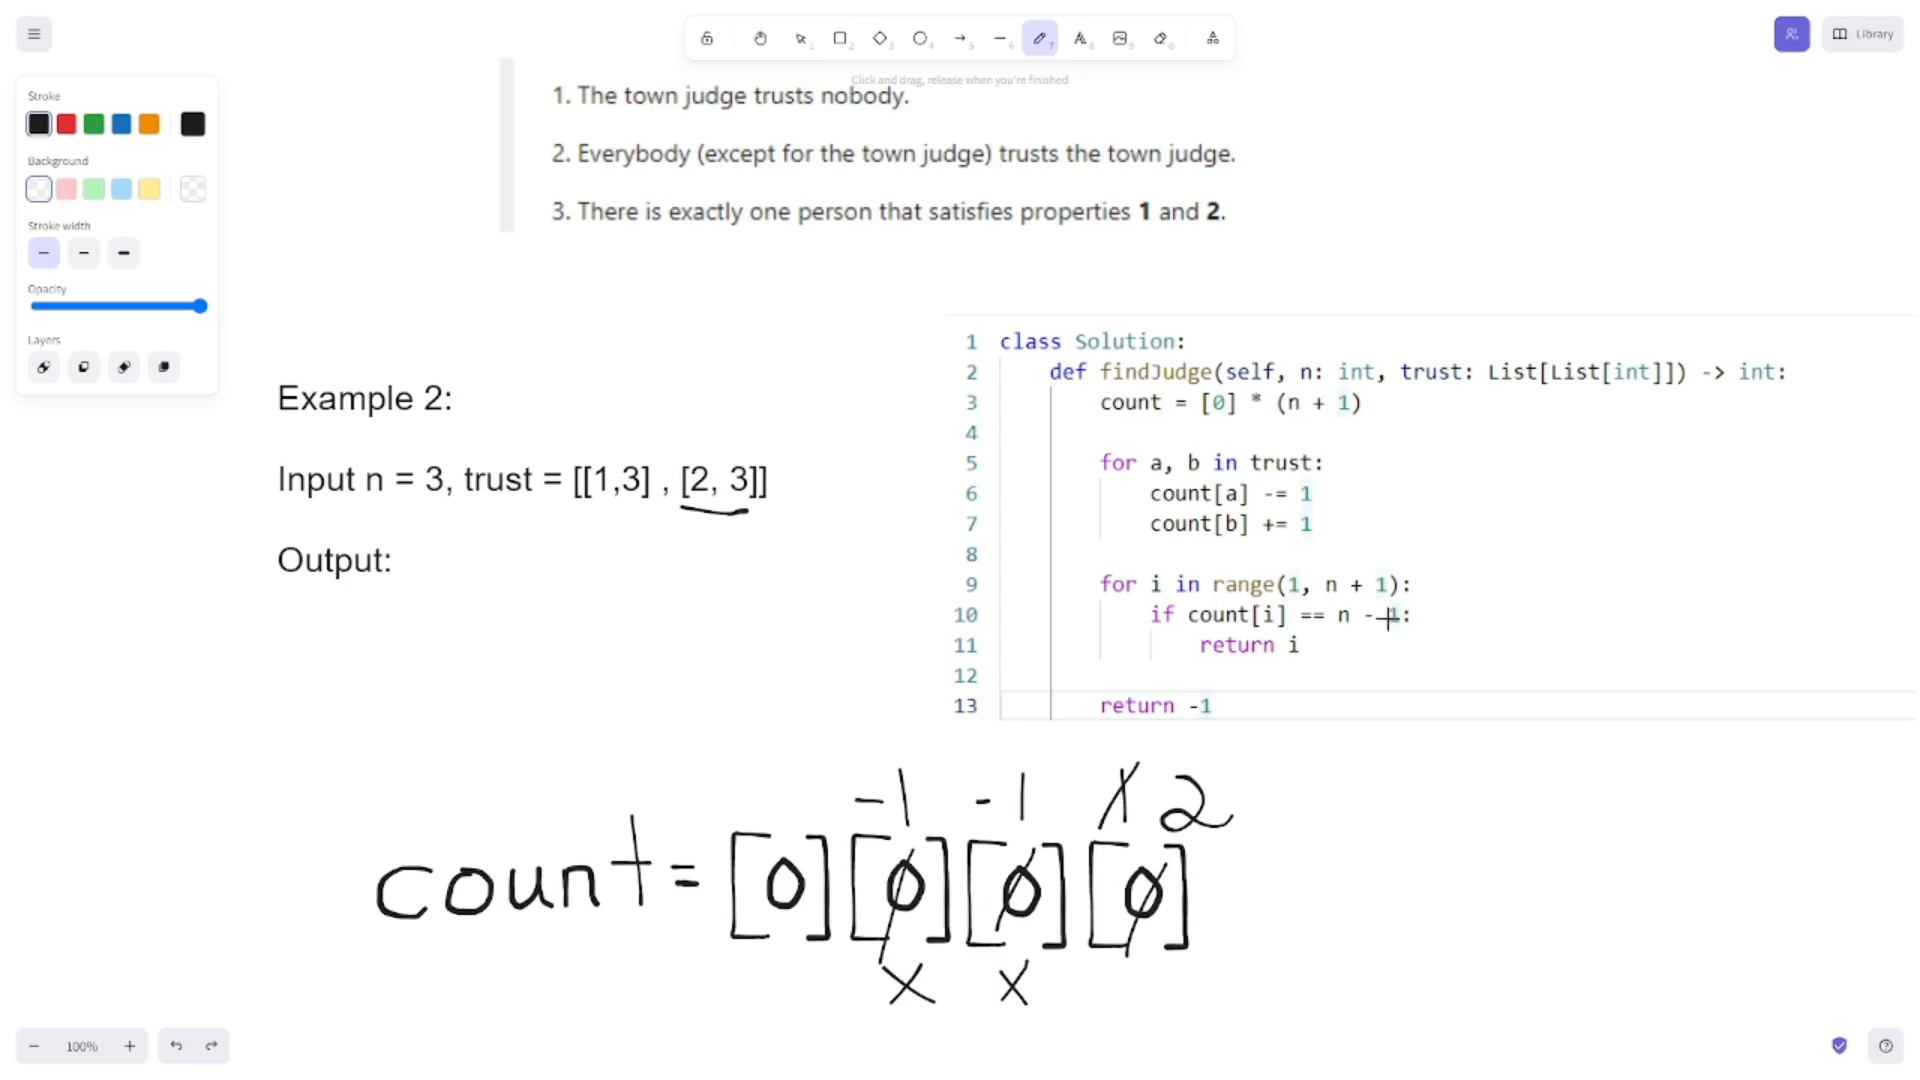 Library
Click and drag, release when you're finished
Stroke
Background
Stroke width
Opacity
Layers
1. The town judge trusts nobody.
2. Everybody (except for the town judge) trusts the town judge.
3. There is exactly one person that satisfies properties 1 and 2.
Example 2:
Input n = 3, trust = [[1,3] , [2, 3]]
Output:
1 class Solution:
2 def findJudge(self, n: int, trust: List[List[int]]) -> int:
3 count = [0] * (n + 1)
4
5 for a, b in trust:
6 count[a] -= 1
7 count[b] += 1
8
9 for i in range(1, n + 1):
10 if count[i] == n - 1:
11 return i
12
13 return -1
-1 -1 1 2
count = [0] [0] [0] [0]
x x
100%